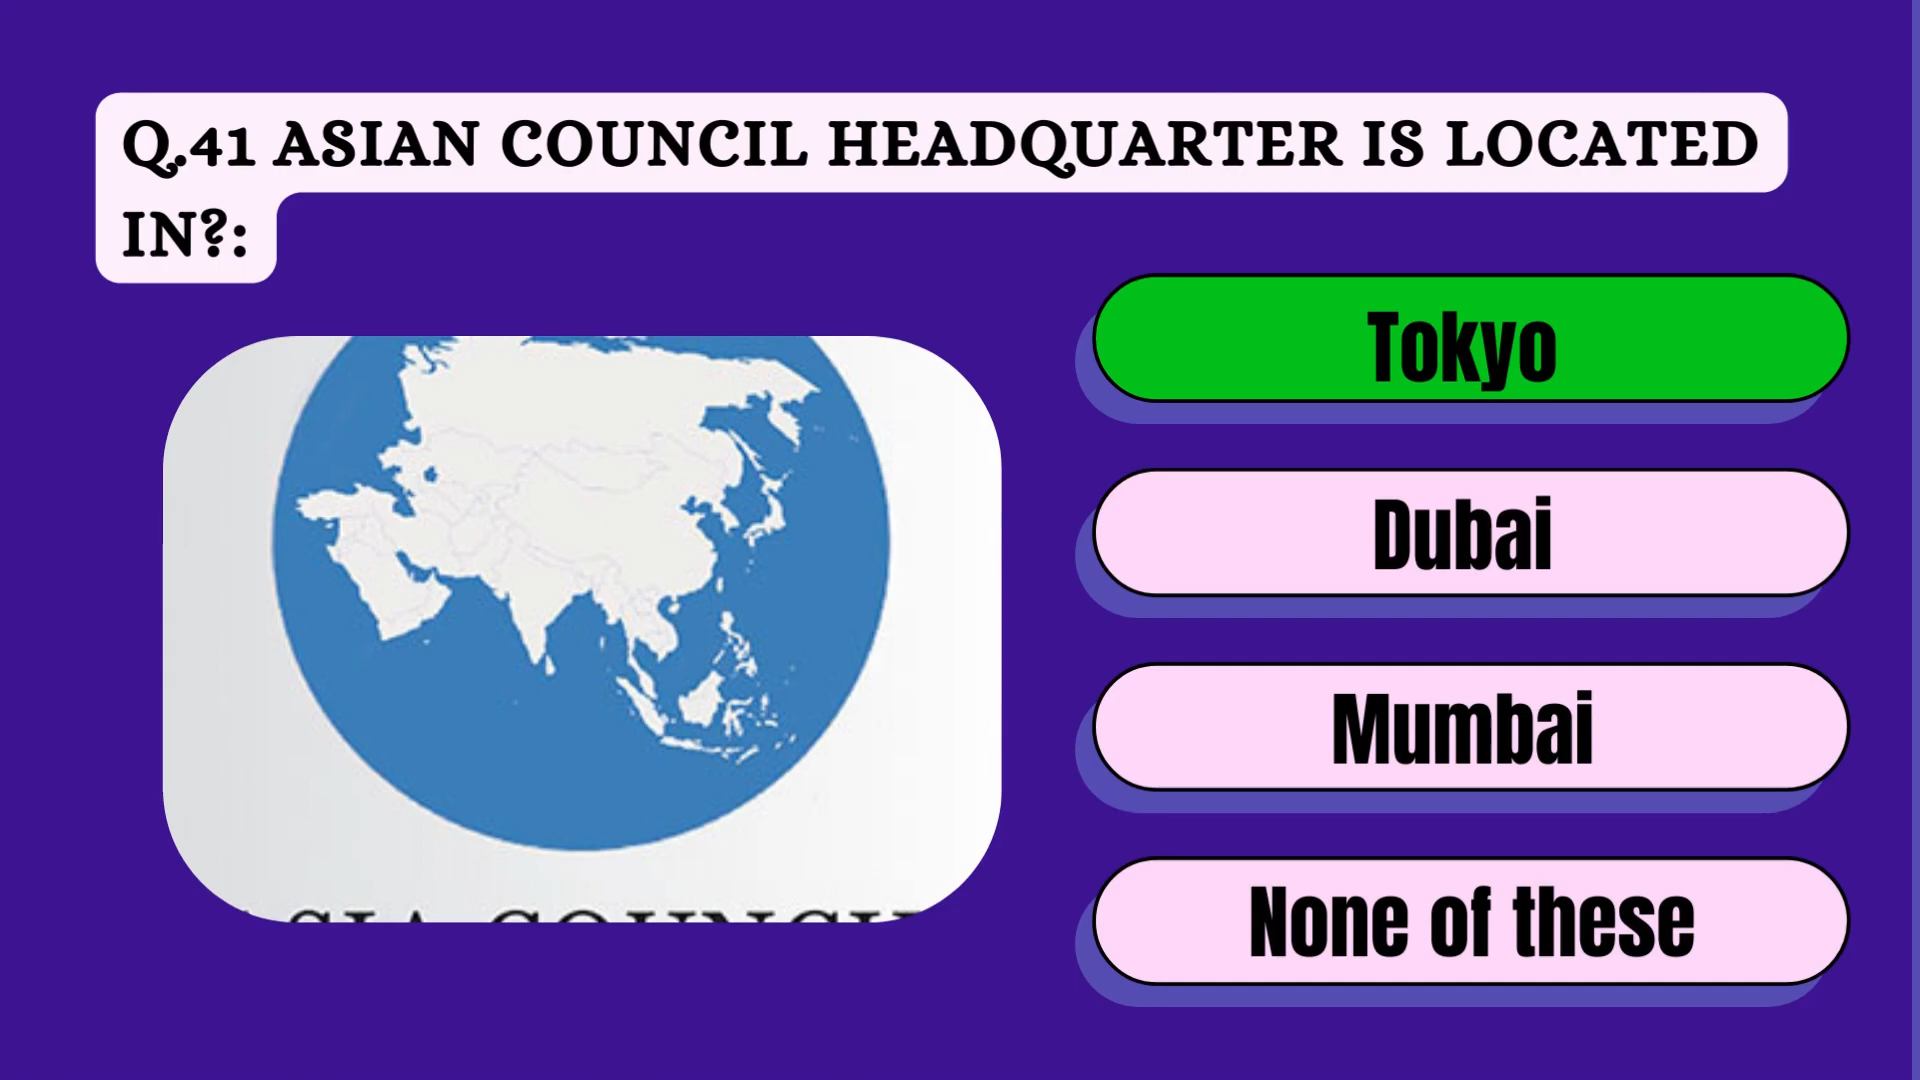 Q.41 ASIAN COUNCIL HEADQUARTER IS LOCATED
IN?:
Tokyo
Dubai
Mumbai
None of these